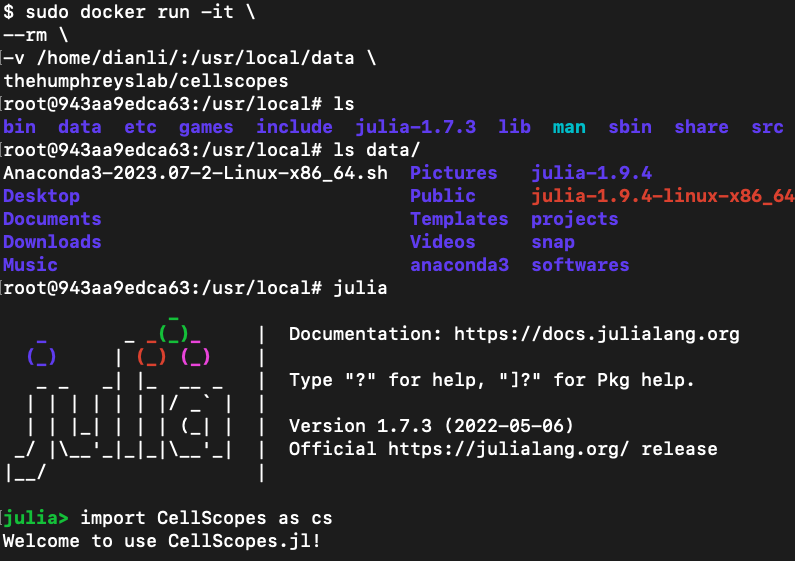 $ sudo docker run -it \
--rm \
-v /home/dianli/:/usr/local/data \
thehumphreyslab/cellscopes
root@943aa9edca63:/usr/local# ls
bin  data  etc  games  include  julia-1.7.3  lib  man  sbin  share  src
root@943aa9edca63:/usr/local# ls data/
Anaconda3-2023.07-2-Linux-x86_64.sh  Pictures   julia-1.9.4
Desktop                              Public     julia-1.9.4-linux-x86_64
Documents                            Templates  projects
Downloads                            Videos     snap
Music                                anaconda3  softwares
root@943aa9edca63:/usr/local# julia
               _
   _       _ _(_)_     |  Documentation: https://docs.julialang.org
  (_)     | (_) (_)    |
   _ _   _| |_  __ _   |  Type "?" for help, "]?" for Pkg help.
  | | | | | | |/ _` |  |
  | | |_| | | | (_| |  |  Version 1.7.3 (2022-05-06)
 _/ |\__'_|_|_|\__'_|  |  Official https://julialang.org/ release
|__/                   |
julia> import CellScopes as cs
Welcome to use CellScopes.jl!